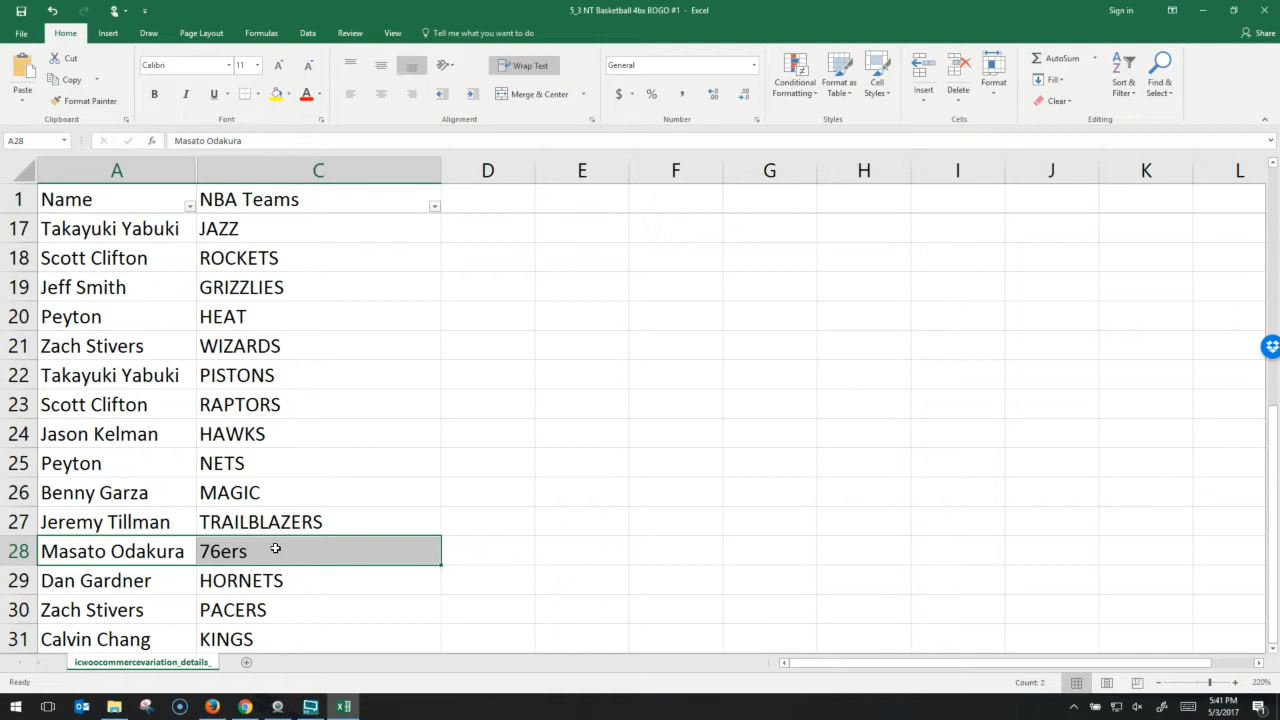 5_3 NT Basketball 4bx BOGO #1 - Excel
Sign in
File Home Insert Draw Page Layout Formulas Data Review View Tell me what you want to do Share
Paste
Cut
Copy
Format Painter
Clipboard
Calibri 11
Font
Wrap Text
Merge & Center
Alignment
General
Number
Conditional Formatting
Format as Table
Cell Styles
Styles
Insert
Delete
Format
Cells
AutoSum
Fill
Clear
Sort & Filter
Find & Select
Editing
A28 Masato Odakura
A C D E F G H I J K L
1 Name NBA Teams
17 Takayuki Yabuki JAZZ
18 Scott Clifton ROCKETS
19 Jeff Smith GRIZZLIES
20 Peyton HEAT
21 Zach Stivers WIZARDS
22 Takayuki Yabuki PISTONS
23 Scott Clifton RAPTORS
24 Jason Kelman HAWKS
25 Peyton NETS
26 Benny Garza MAGIC
27 Jeremy Tillman TRAILBLAZERS
28 Masato Odakura 76ers
29 Dan Gardner HORNETS
30 Zach Stivers PACERS
31 Calvin Chang KINGS
icwoocommercevariation_details_
Ready Count: 2 220%
5:41 PM
5/3/2017